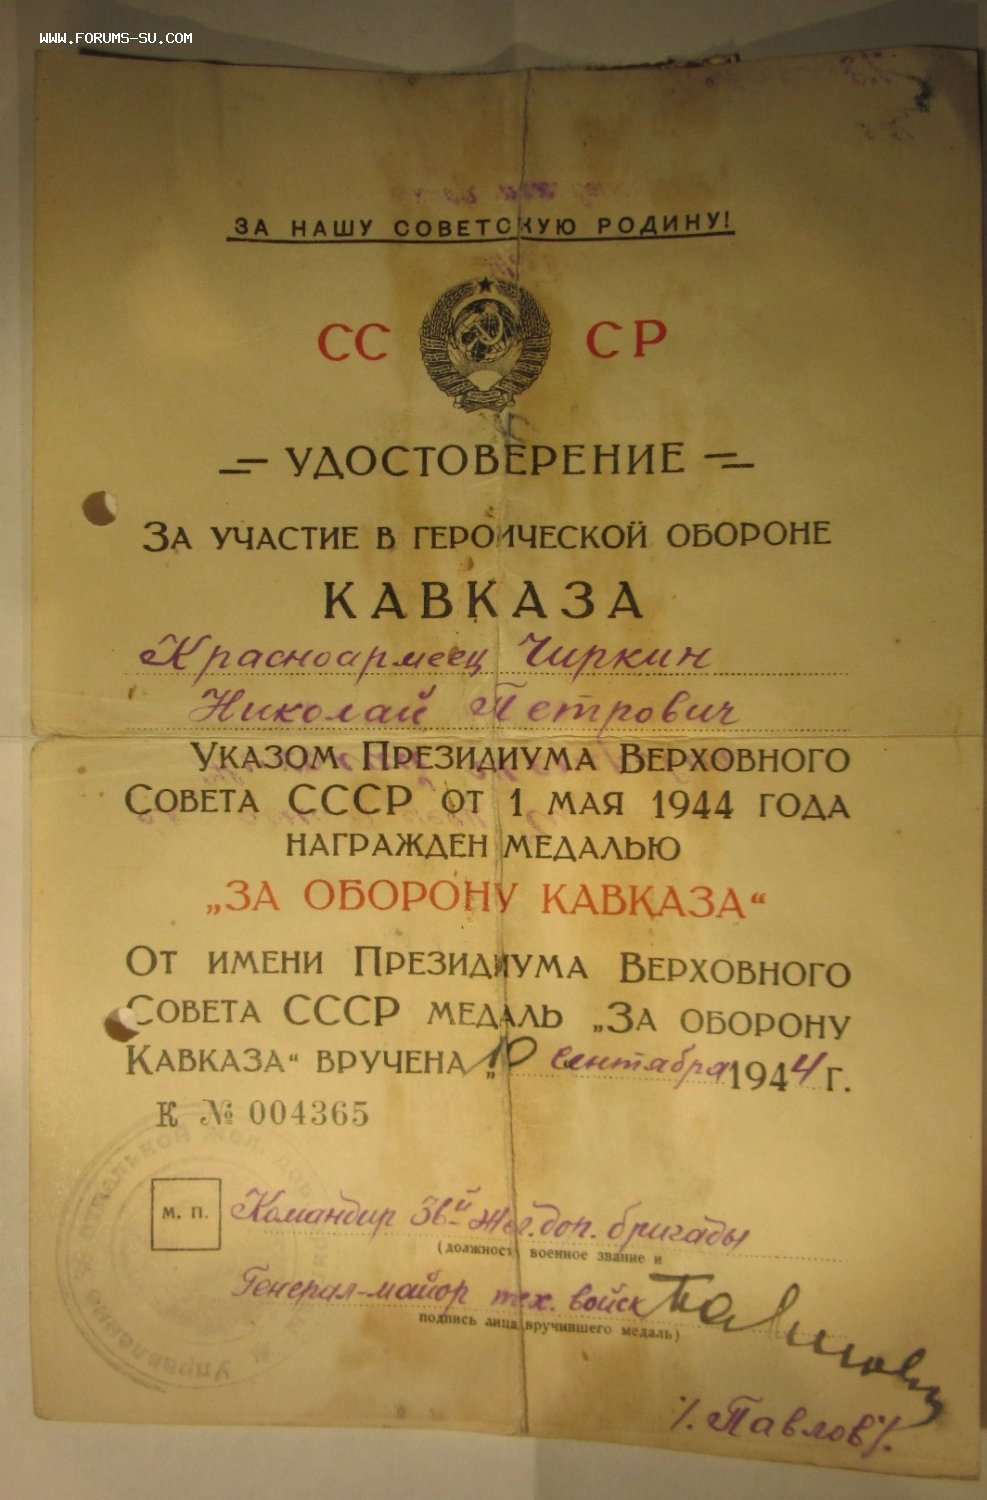 WWW.FORUMS-SU.COM
ЗА НАШУ СОВЕТСКУЮ РОДИНУ!
СС СР
УДОСТОВЕРЕНИЕ
ЗА УЧАСТИЕ В ГЕРОИЧЕСКОЙ ОБОРОНЕ
КАВКАЗА
Красноармеец Чиркин
Николай Петрович
УКАЗОМ ПРЕЗИДИУМА ВЕРХОВНОГО
СОВЕТА СССР ОТ 1 МАЯ 1944 ГОДА
НАГРАЖДЕН МЕДАЛЬЮ
„ЗА ОБОРОНУ КАВКАЗА“
ОТ ИМЕНИ ПРЕЗИДИУМА ВЕРХОВНОГО
СОВЕТА СССР МЕДАЛЬ „ЗА ОБОРОНУ
КАВКАЗА“ ВРУЧЕНА „10 сентября 1944 Г.
К № 004365
м. п. Командир 36й жел. дор. бригады
(должность военное звание и
Генерал-майор тех. войск
подпись лица вручившего медаль)
/. Павлов /.
Управление